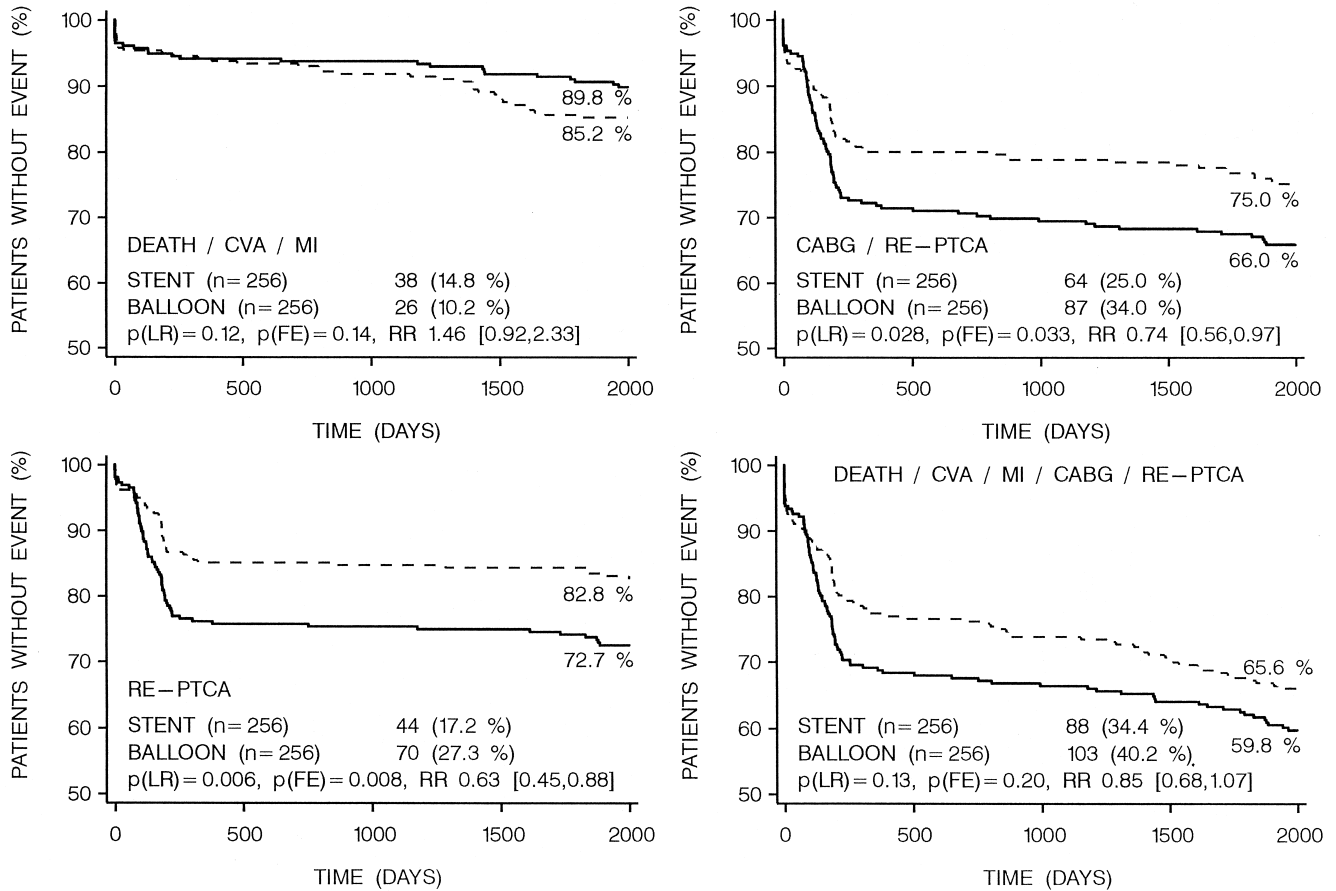 PATIENTS WITHOUT EVENT (%)
100
90
80
70
60
50
89.8 %
85.2 %
DEATH / CVA / MI
STENT (n=256) 38 (14.8 %)
BALLOON (n=256) 26 (10.2 %)
p(LR)=0.12, p(FE)=0.14, RR 1.46 [0.92,2.33]
0 500 1000 1500 2000
TIME (DAYS)
PATIENTS WITHOUT EVENT (%)
100
90
80
70
60
50
75.0 %
66.0 %
CABG / RE-PTCA
STENT (n=256) 64 (25.0 %)
BALLOON (n=256) 87 (34.0 %)
p(LR)=0.028, p(FE)=0.033, RR 0.74 [0.56,0.97]
0 500 1000 1500 2000
TIME (DAYS)
PATIENTS WITHOUT EVENT (%)
100
90
80
70
60
50
82.8 %
72.7 %
RE-PTCA
STENT (n=256) 44 (17.2 %)
BALLOON (n=256) 70 (27.3 %)
p(LR)=0.006, p(FE)=0.008, RR 0.63 [0.45,0.88]
0 500 1000 1500 2000
TIME (DAYS)
PATIENTS WITHOUT EVENT (%)
100
90
80
70
60
50
DEATH / CVA / MI / CABG / RE-PTCA
65.6 %
59.8 %
STENT (n=256) 88 (34.4 %)
BALLOON (n=256) 103 (40.2 %)
p(LR)=0.13, p(FE)=0.20, RR 0.85 [0.68,1.07]
0 500 1000 1500 2000
TIME (DAYS)